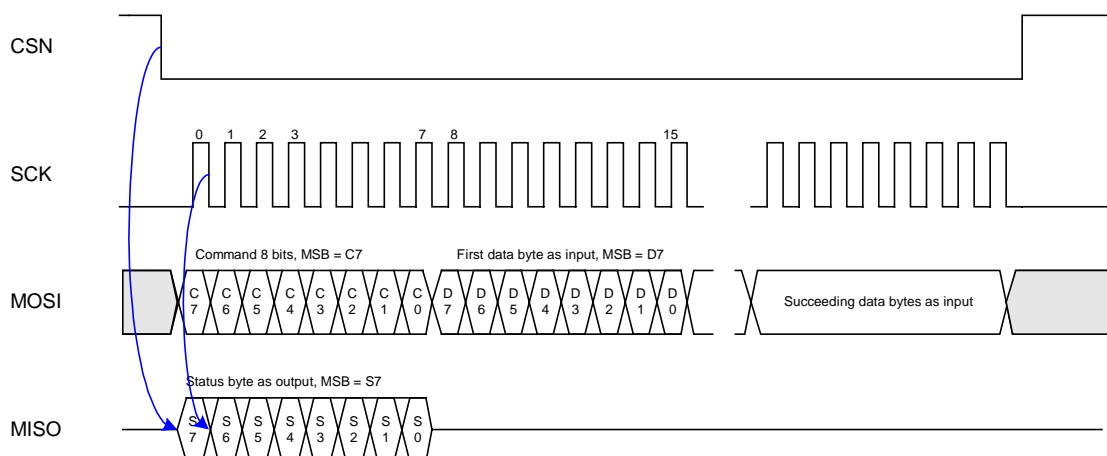 CSN
0 1 2 3 7 8 15
SCK
Command 8 bits, MSB = C7 First data byte as input, MSB = D7
MOSI
C7 C6 C5 C4 C3 C2 C1 C0 D7 D6 D5 D4 D3 D2 D1 D0 Succeeding data bytes as input
Status byte as output, MSB = S7
MISO
S7 S6 S5 S4 S3 S2 S1 S0